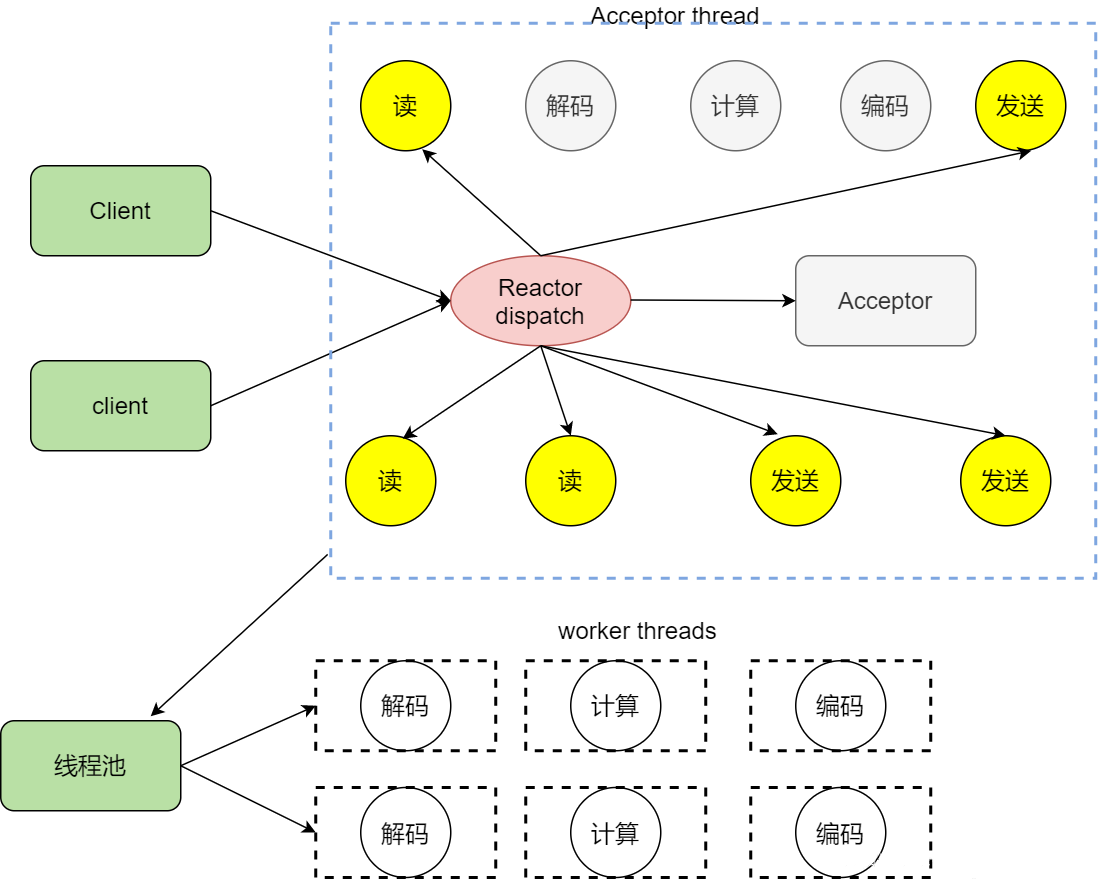 Acceptor thread
读
解码
计算
编码
发送
Client
Reactor
dispatch
Acceptor
client
读
读
发送
发送
worker threads
解码
计算
编码
线程池
解码
计算
编码